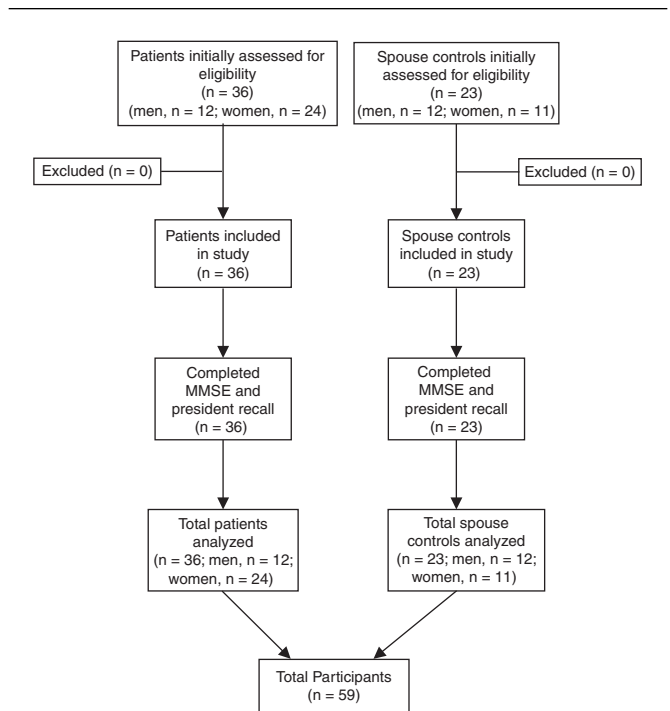 Patients initially assessed for
eligibility
(n = 36)
(men, n = 12; women, n = 24)
Spouse controls initially
assessed for eligibility
(n = 23)
(men, n = 12; women, n = 11)
Excluded (n = 0)
Excluded (n = 0)
Patients included
in study
(n = 36)
Spouse controls
included in study
(n = 23)
Completed
MMSE and
president recall
(n = 36)
Completed
MMSE and
president recall
(n = 23)
Total patients
analyzed
(n = 36; men, n = 12;
women, n = 24)
Total spouse
controls analyzed
(n = 23; men, n = 12;
women, n = 11)
Total Participants
(n = 59)